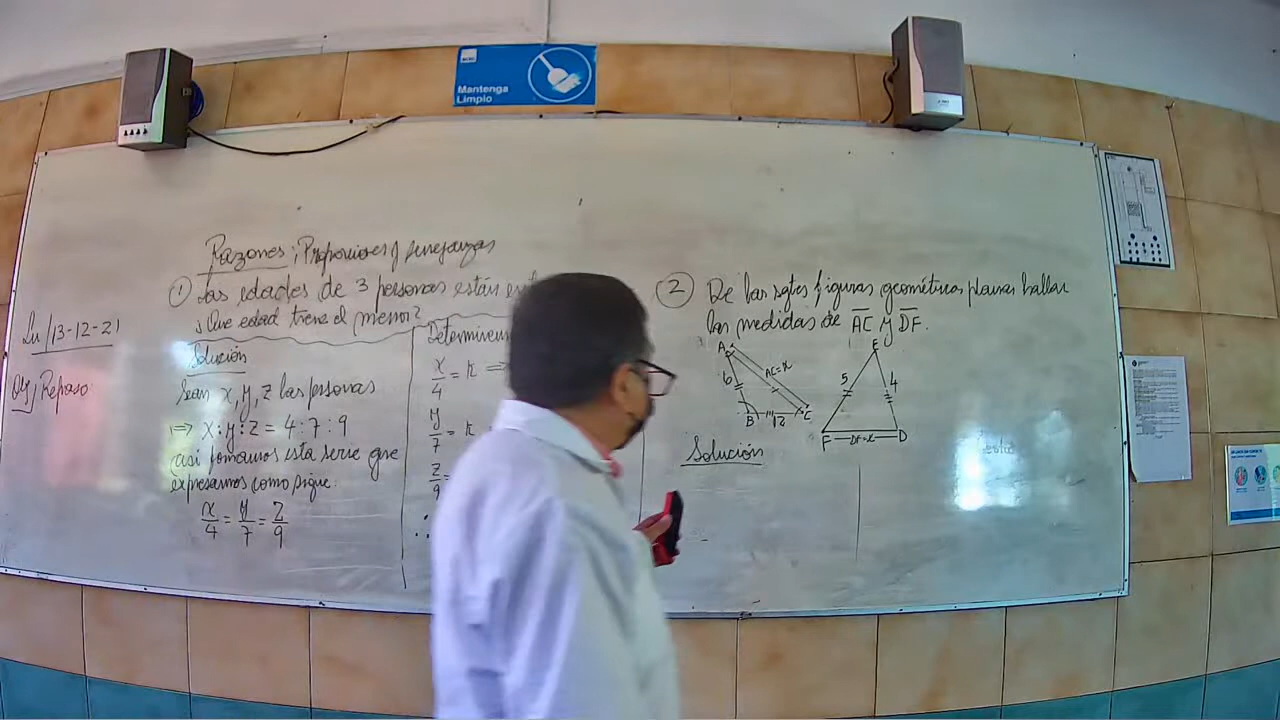 Mantenga
Limpio
Razones, Proporciones y semejanzas
Lu/13-12-21
Obj Repaso
① Las edades de 3 personas están en
¿Que edad tiene el menor?
Solución
Sean x, y, z las personas
⇒ x:y:z = 4:7:9
así formamos esta serie que
expresamos como sigue:
x/4 = y/7 = z/9
x/4 = k ⇒
y/7 = k
z/9 =
② De las sgtes figuras geométricas planas hallar
las medidas de AC y DF.
A
6
AC=x
B
12
C
E
5
4
F
DF=x
D
Solución